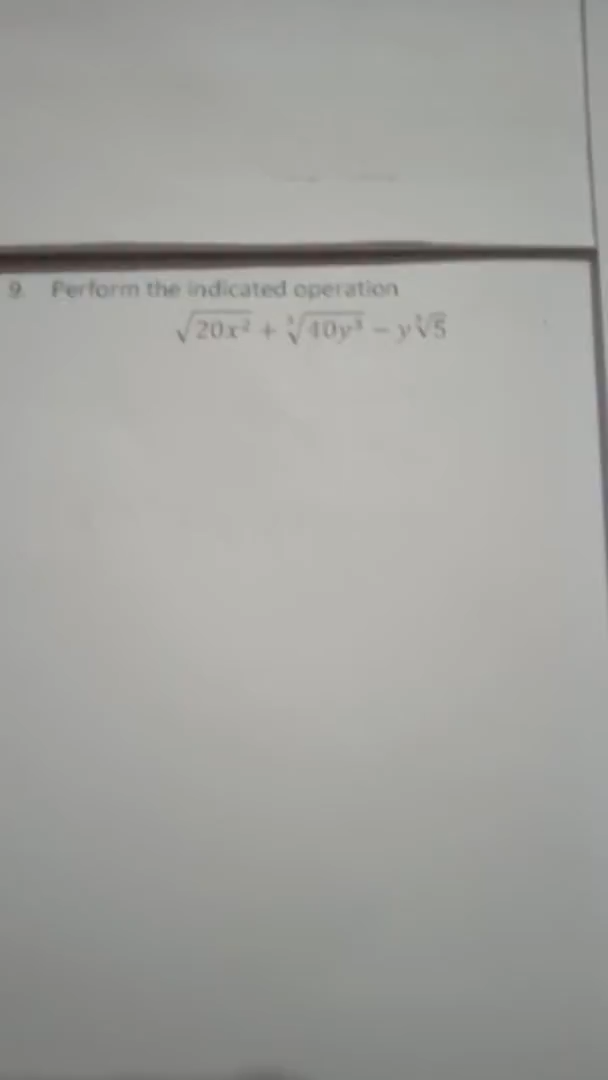 9. Perform the indicated operation
√20x² + ∛40y³ − y∛5